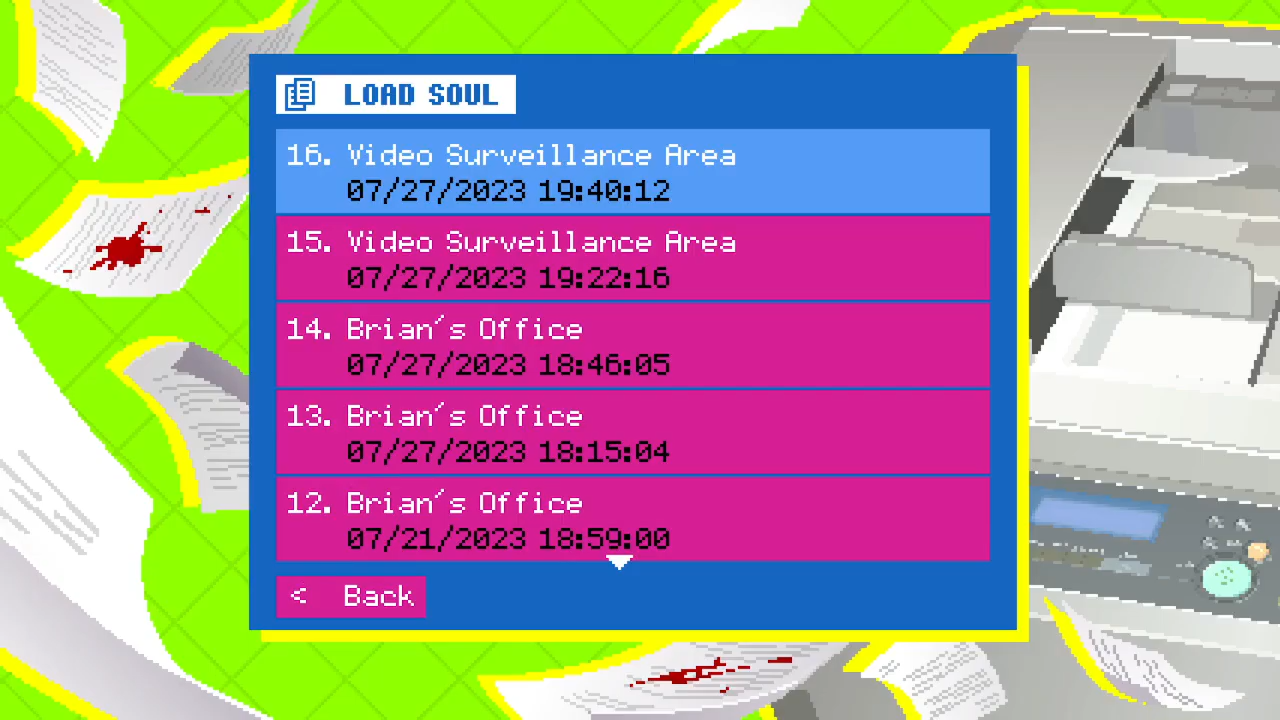 LOAD SOUL
16. Video Surveillance Area
07/27/2023 19:40:12
15. Video Surveillance Area
07/27/2023 19:22:16
14. Brian's Office
07/27/2023 18:46:05
13. Brian's Office
07/27/2023 18:15:04
12. Brian's Office
07/21/2023 18:59:00
< Back